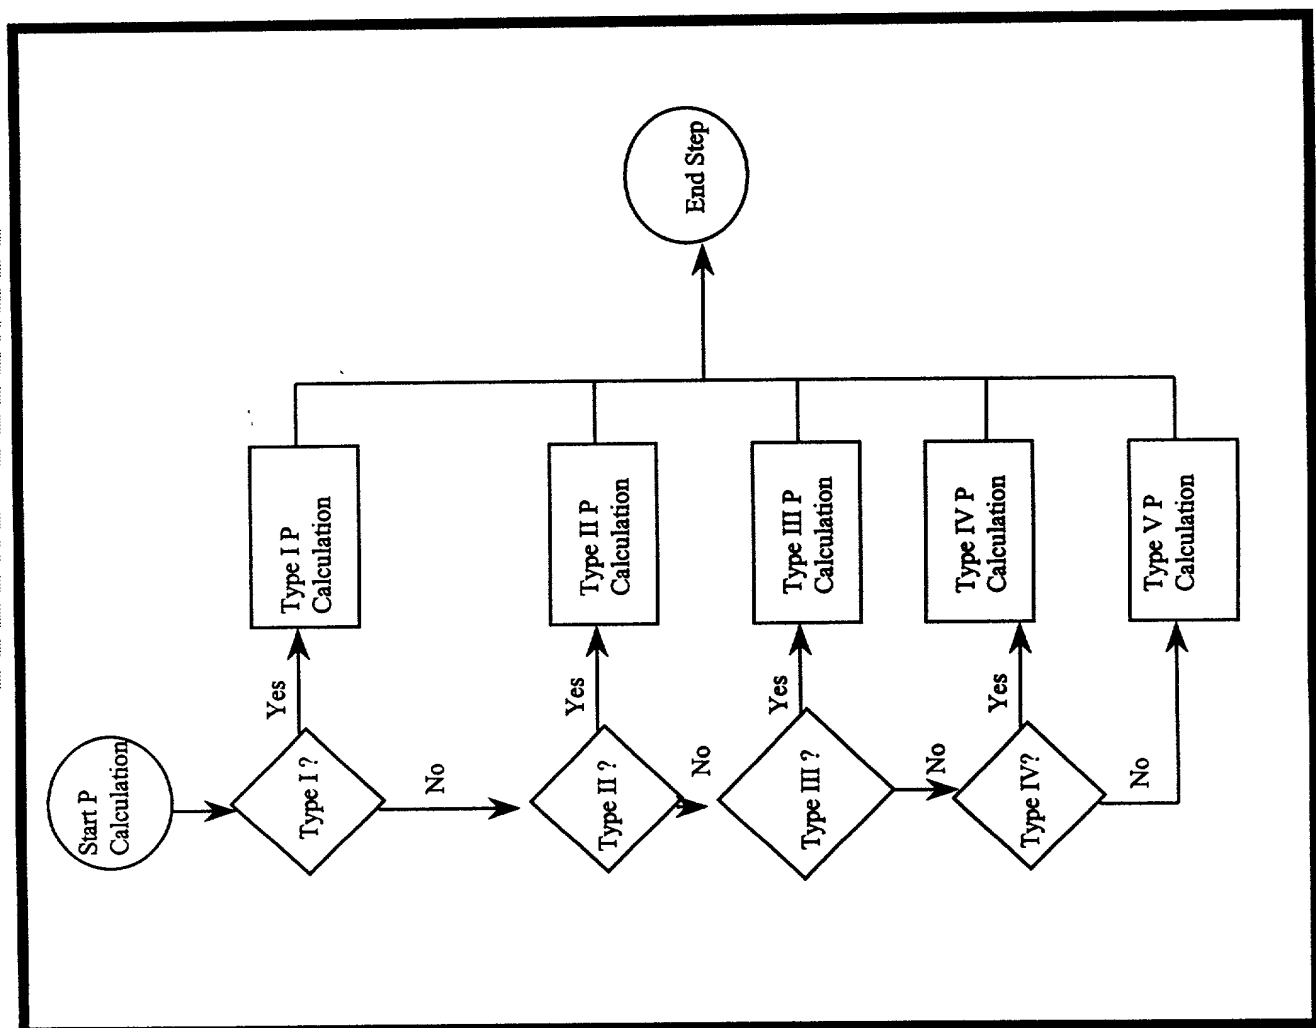 Start P
Calculation
Type I ?
Yes
Type I P
Calculation
No
Type II ?
Yes
Type II P
Calculation
No
Type III ?
Yes
Type III P
Calculation
No
Type IV?
Yes
Type IV P
Calculation
No
Type V P
Calculation
End Step